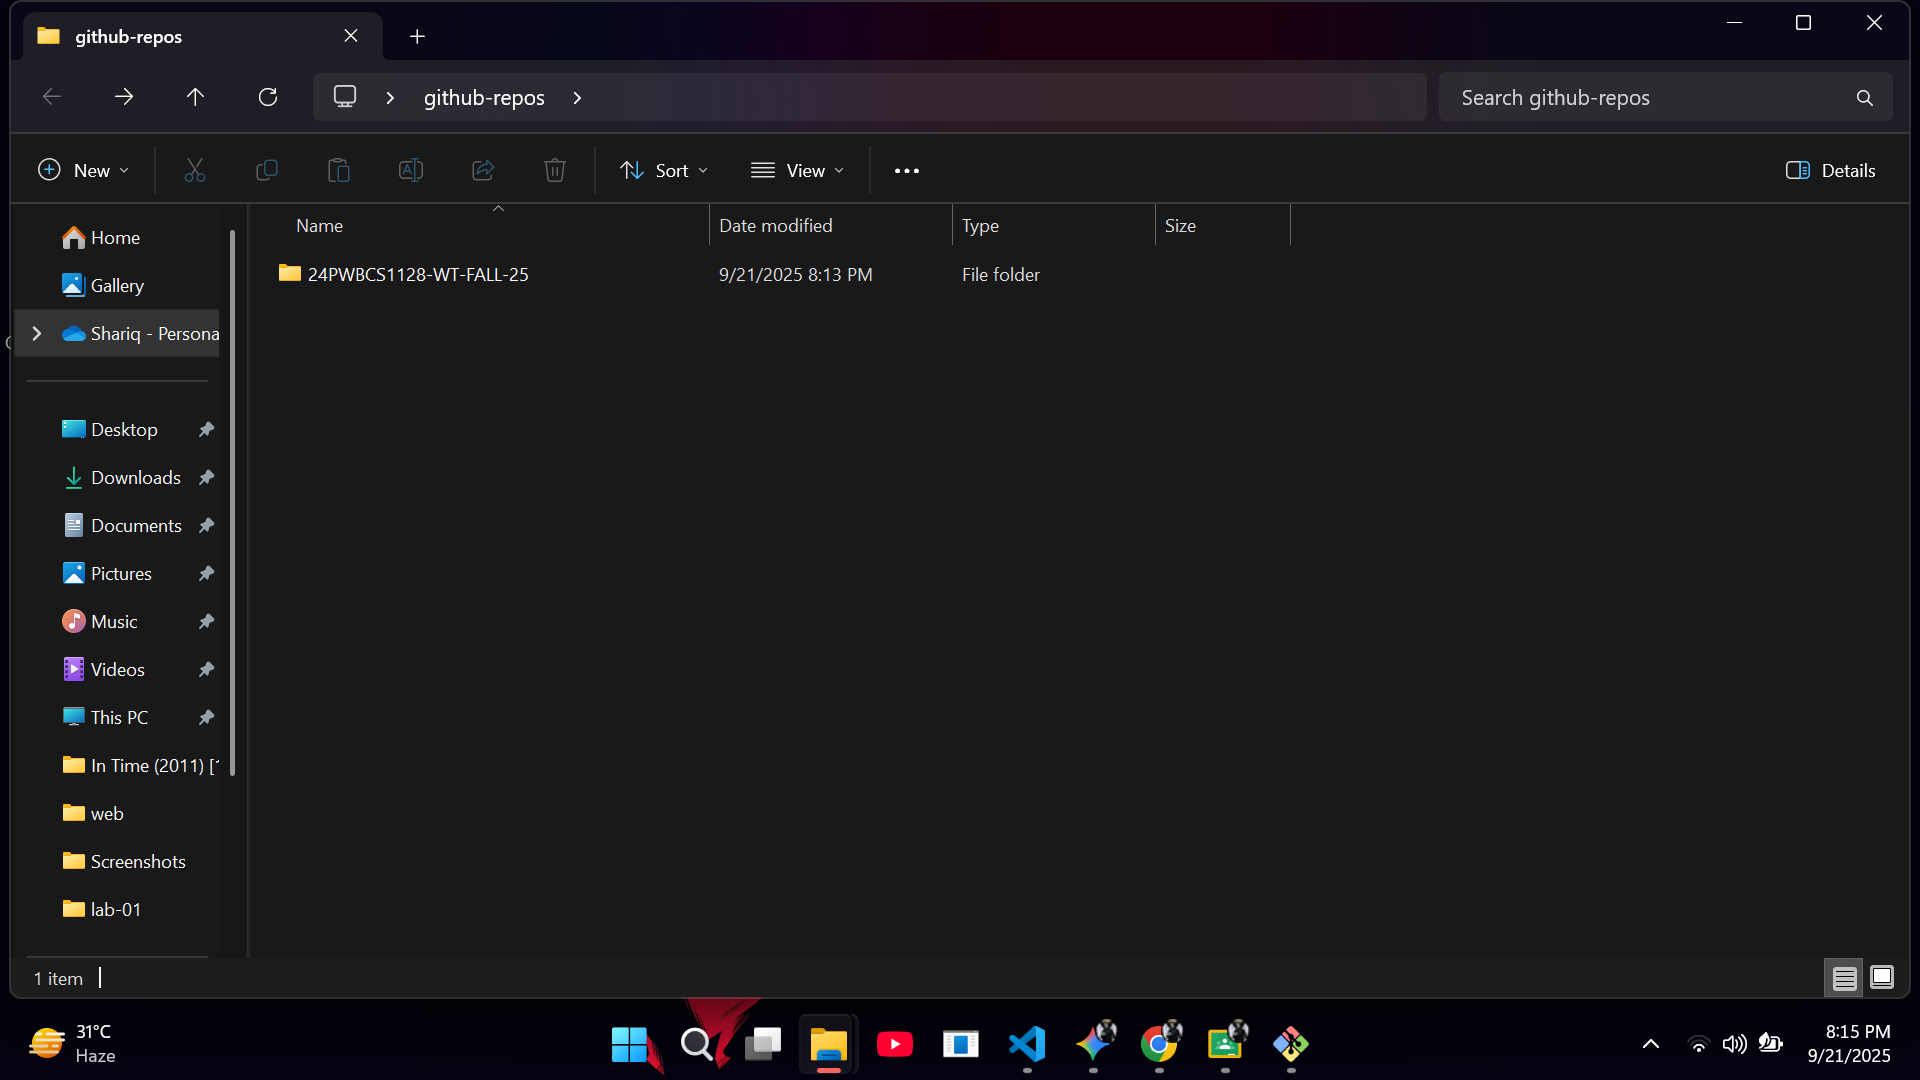 github-repos
github-repos
Search github-repos
New
Sort
View
Details
Name
Date modified
Type
Size
24PWBCS1128-WT-FALL-25
9/21/2025 8:13 PM
File folder
Home
Gallery
Shariq - Persona
Desktop
Downloads
Documents
Pictures
Music
Videos
This PC
In Time (2011) [1
web
Screenshots
lab-01
1 item
31°C
Haze
8:15 PM
9/21/2025